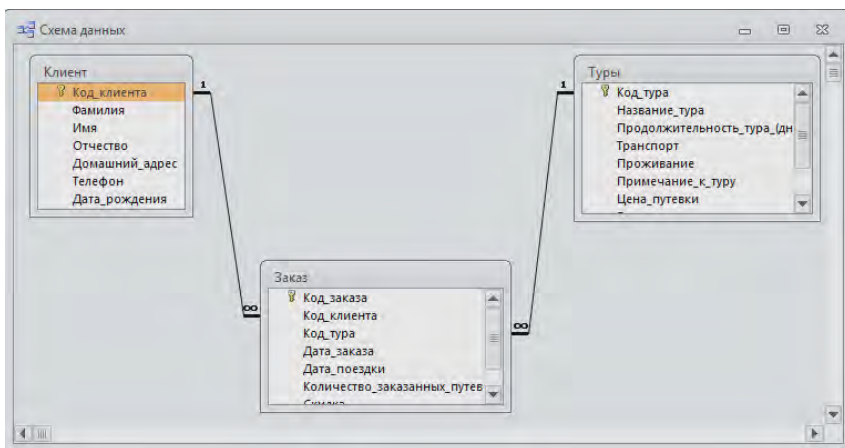 Схема данных
Клиент
Код_клиента
Фамилия
Имя
Отчество
Домашний_адрес
Телефон
Дата_рождения
1
∞
Туры
Код_тура
Название_тура
Продолжительность_тура_(дн
Транспорт
Проживание
Примечание_к_туру
Цена_путевки
1
∞
Заказ
Код_заказа
Код_клиента
Код_тура
Дата_заказа
Дата_поездки
Количество_заказанных_путев
Скидка